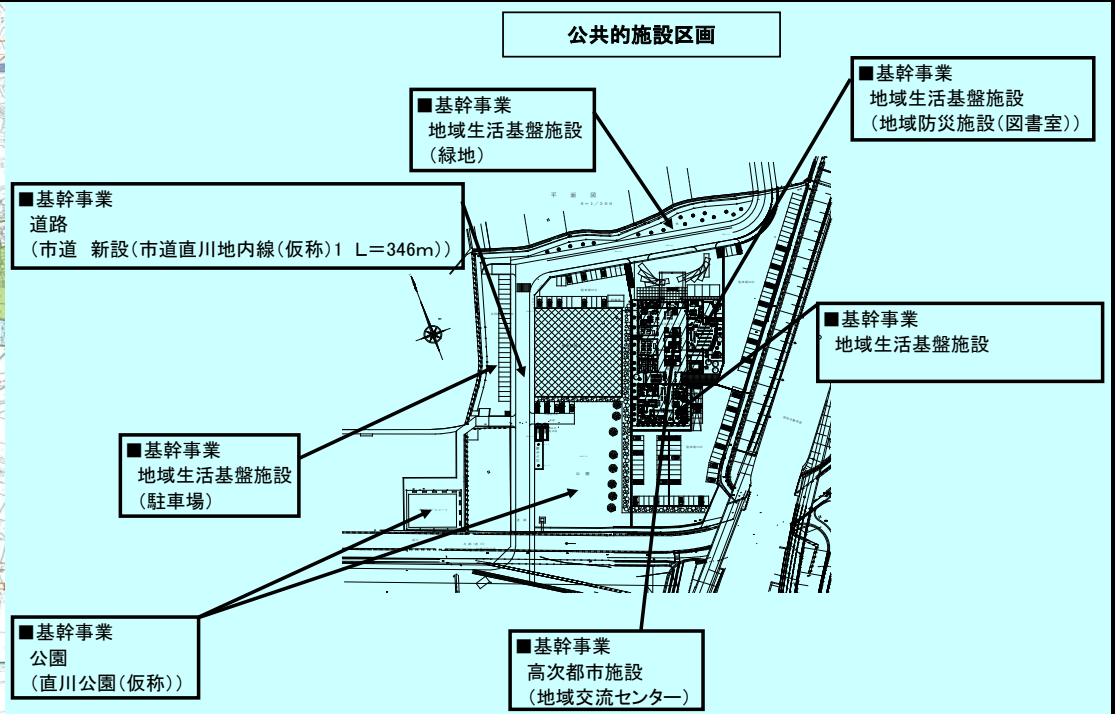 公共的施設区画
■基幹事業
地域生活基盤施設
(地域防災施設(図書室))
■基幹事業
地域生活基盤施設
(緑地)
■基幹事業
道路
(市道 新設(市道直川地内線(仮称)1 L=346m))
平面図
■基幹事業
地域生活基盤施設
■基幹事業
地域生活基盤施設
(駐車場)
公園
■基幹事業
公園
(直川公園(仮称))
■基幹事業
高次都市施設
(地域交流センター)